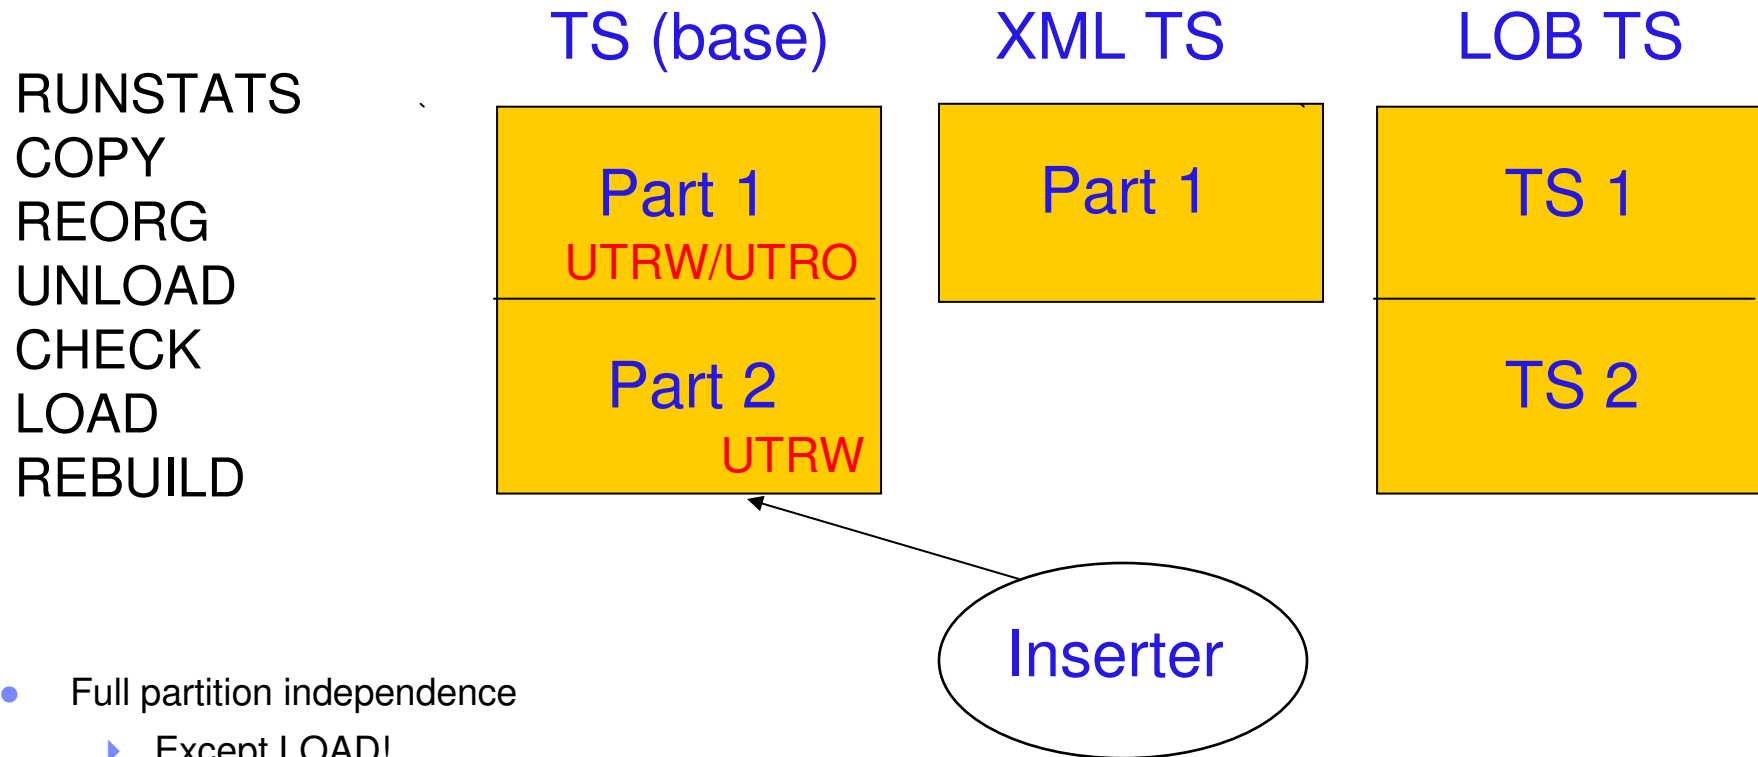 TS (base)
XML TS
LOB TS
RUNSTATS
COPY
REORG
UNLOAD
CHECK
LOAD
REBUILD
Part 1
UTRW/UTRO
Part 2
UTRW
Part 1
TS 1
TS 2
Inserter
Full partition independence
Except LOAD!